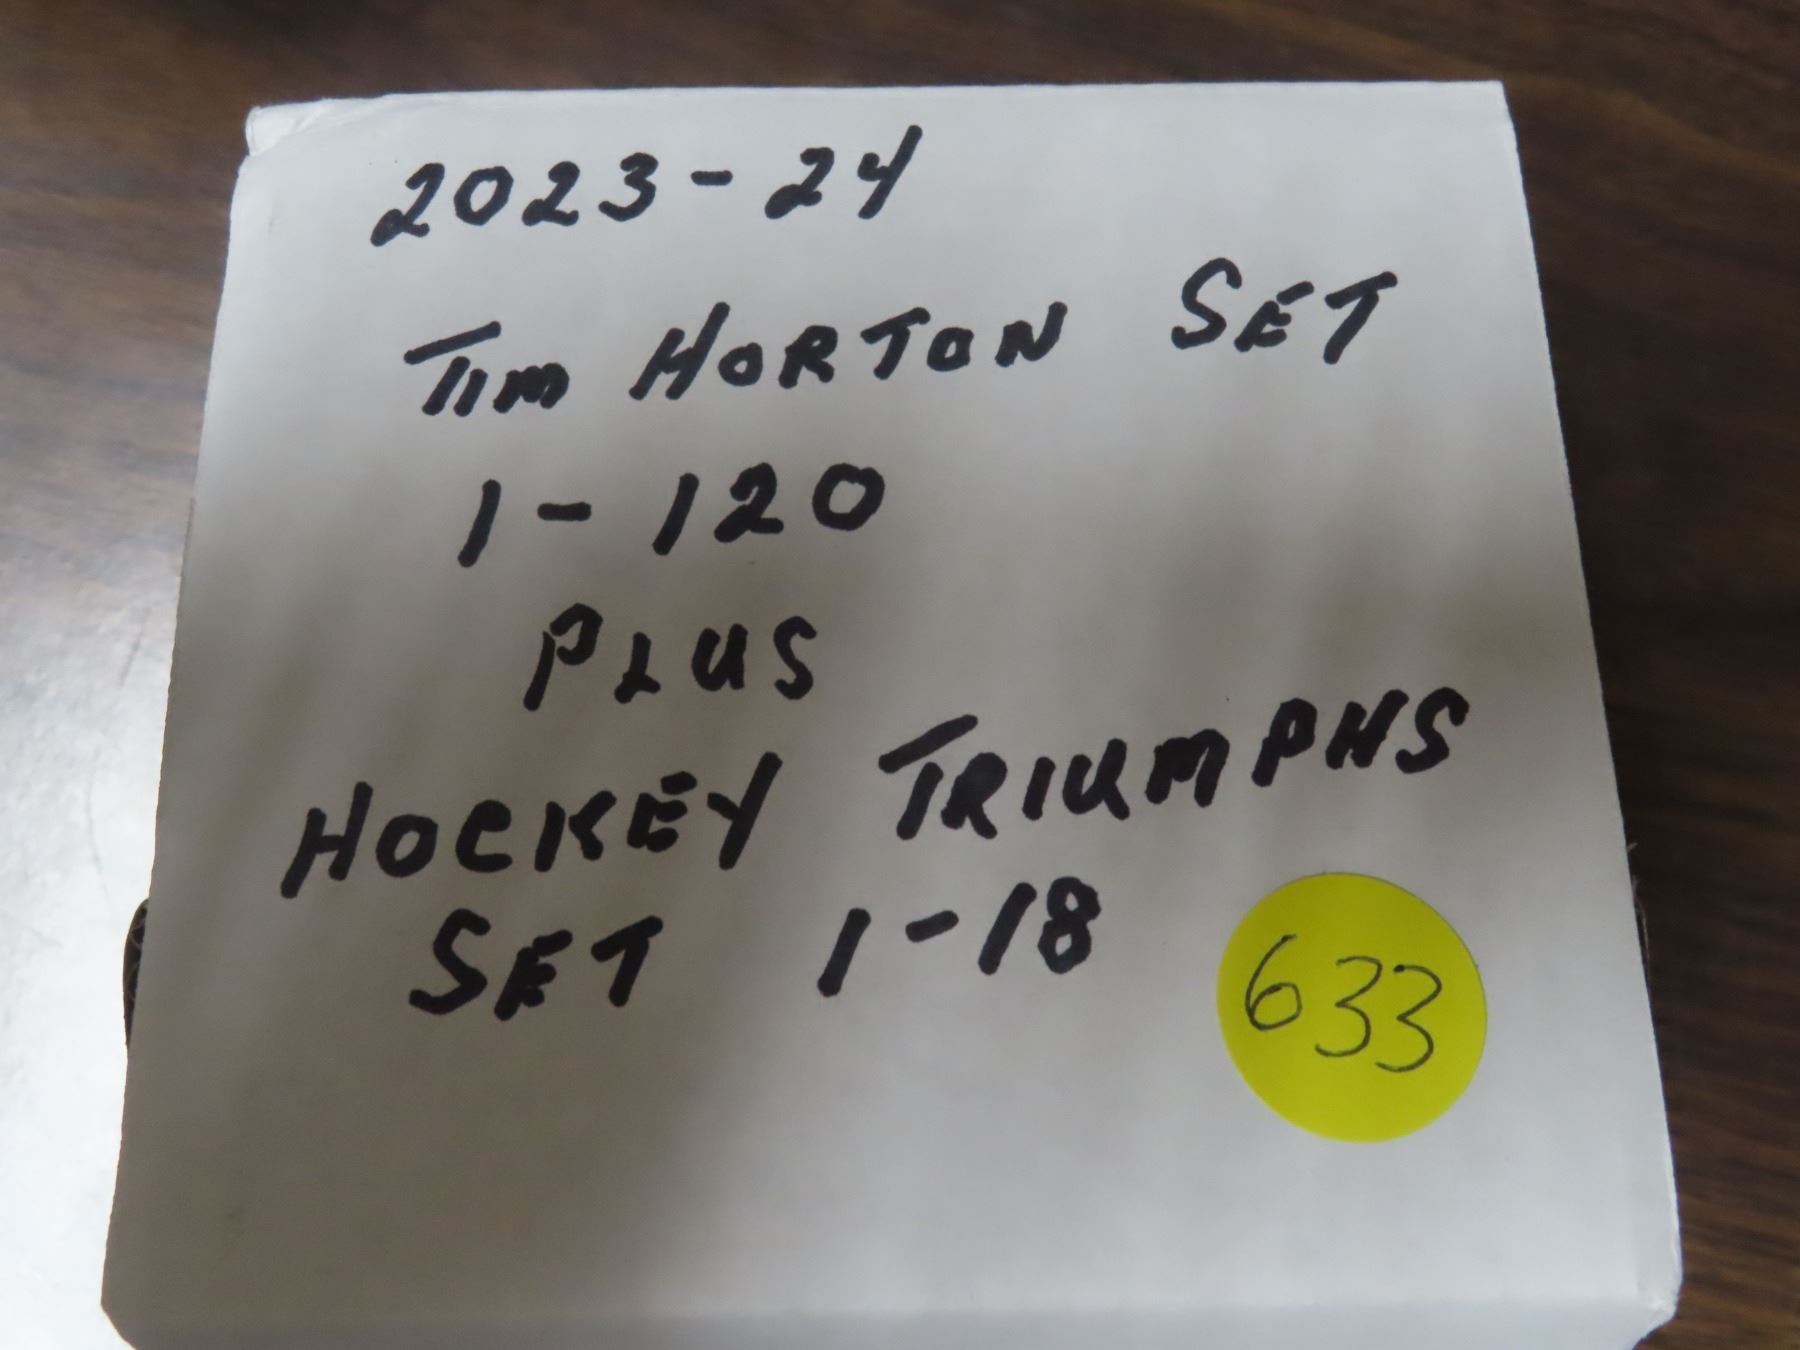 2023-24
TIM HORTON SET
1-120
PLUS
HOCKEY TRIUMPHS
SET 1-18
633